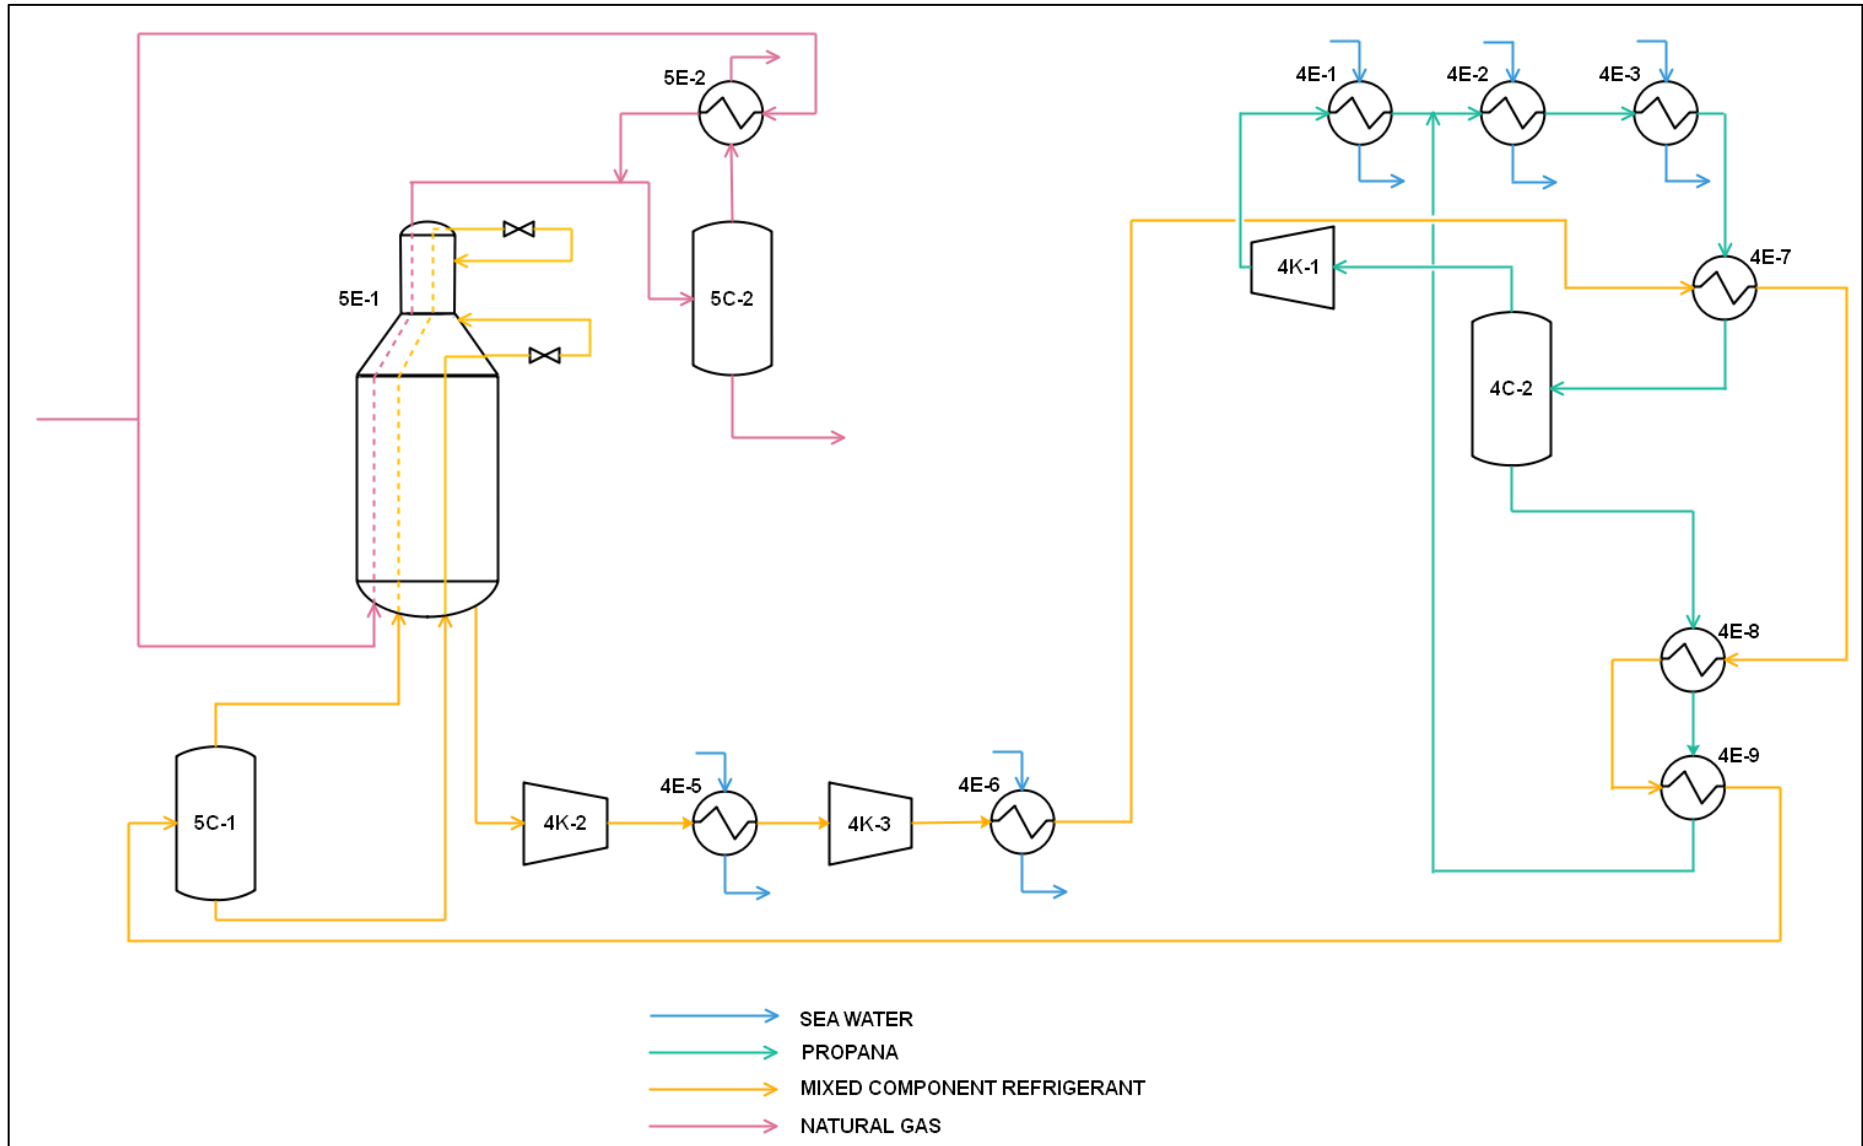 5E-2
4E-1
4E-2
4E-3
5E-1
5C-2
4K-1
4E-7
4C-2
4E-8
4E-9
4E-5
4E-6
5C-1
4K-2
4K-3
SEA WATER
PROPANA
MIXED COMPONENT REFRIGERANT
NATURAL GAS